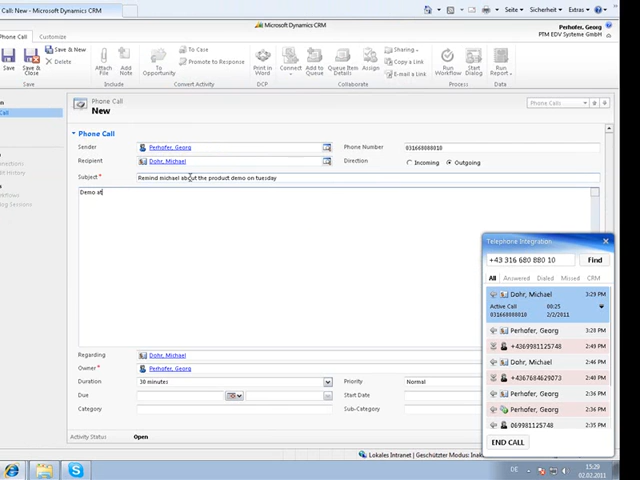 Call: New - Microsoft Dynamics CRM
Seite Sicherheit Extras
Microsoft Dynamics CRM
Perhofer, Georg
PTM EDV Systeme GmbH
Phone Call Customize
Save
Save & Close
Save & New
Delete
Save
Attach File
Add Note
Include
To Opportunity
To Case
Promote to Response
Convert Activity
Print in Word
DCP
Connect
Add to Queue
Queue Item Details
Assign
Sharing
Copy a Link
E-mail a Link
Collaborate
Run Workflow
Start Dialog
Process
Run Report
Data
Call
Phone Call
New
Phone Calls
Phone Call
Sender Perhofer, Georg Phone Number 031668088010
Recipient Dohr, Michael Direction Incoming Outgoing
Subject* Remind michael about the product demo on tuesday
Demo at
Regarding Dohr, Michael
Owner* Perhofer, Georg
Duration 30 minutes Priority Normal
Due Start Date
Category Sub-Category
Activity Status Open
Lokales Intranet | Geschützter Modus: Inak
Telephone Integration
+43 316 680 880 10 Find
All Answered Dialed Missed CRM
Dohr, Michael 3:29 PM
Active Call 00:25
031668088010 2/2/2011
Perhofer, Georg 3:28 PM
+4369981125748 2:49 PM
Dohr, Michael 2:46 PM
+4367684629073 2:40 PM
Perhofer, Georg 2:36 PM
Perhofer, Georg 2:36 PM
069981125748 2:35 PM
END CALL
DE
15:29
02.02.2011